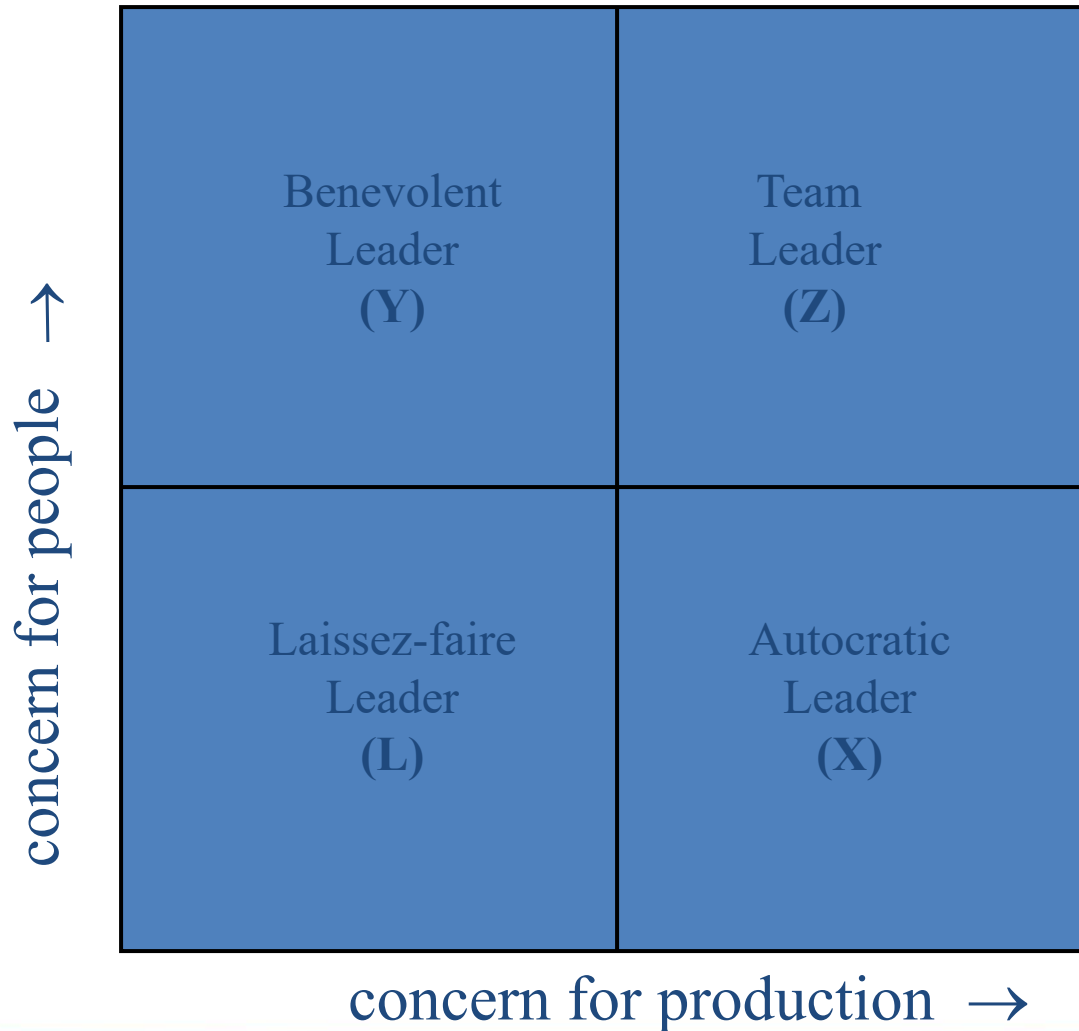 concern for people →
Benevolent
Leader
(Y)
Team
Leader
(Z)
Laissez-faire
Leader
(L)
Autocratic
Leader
(X)
concern for production →